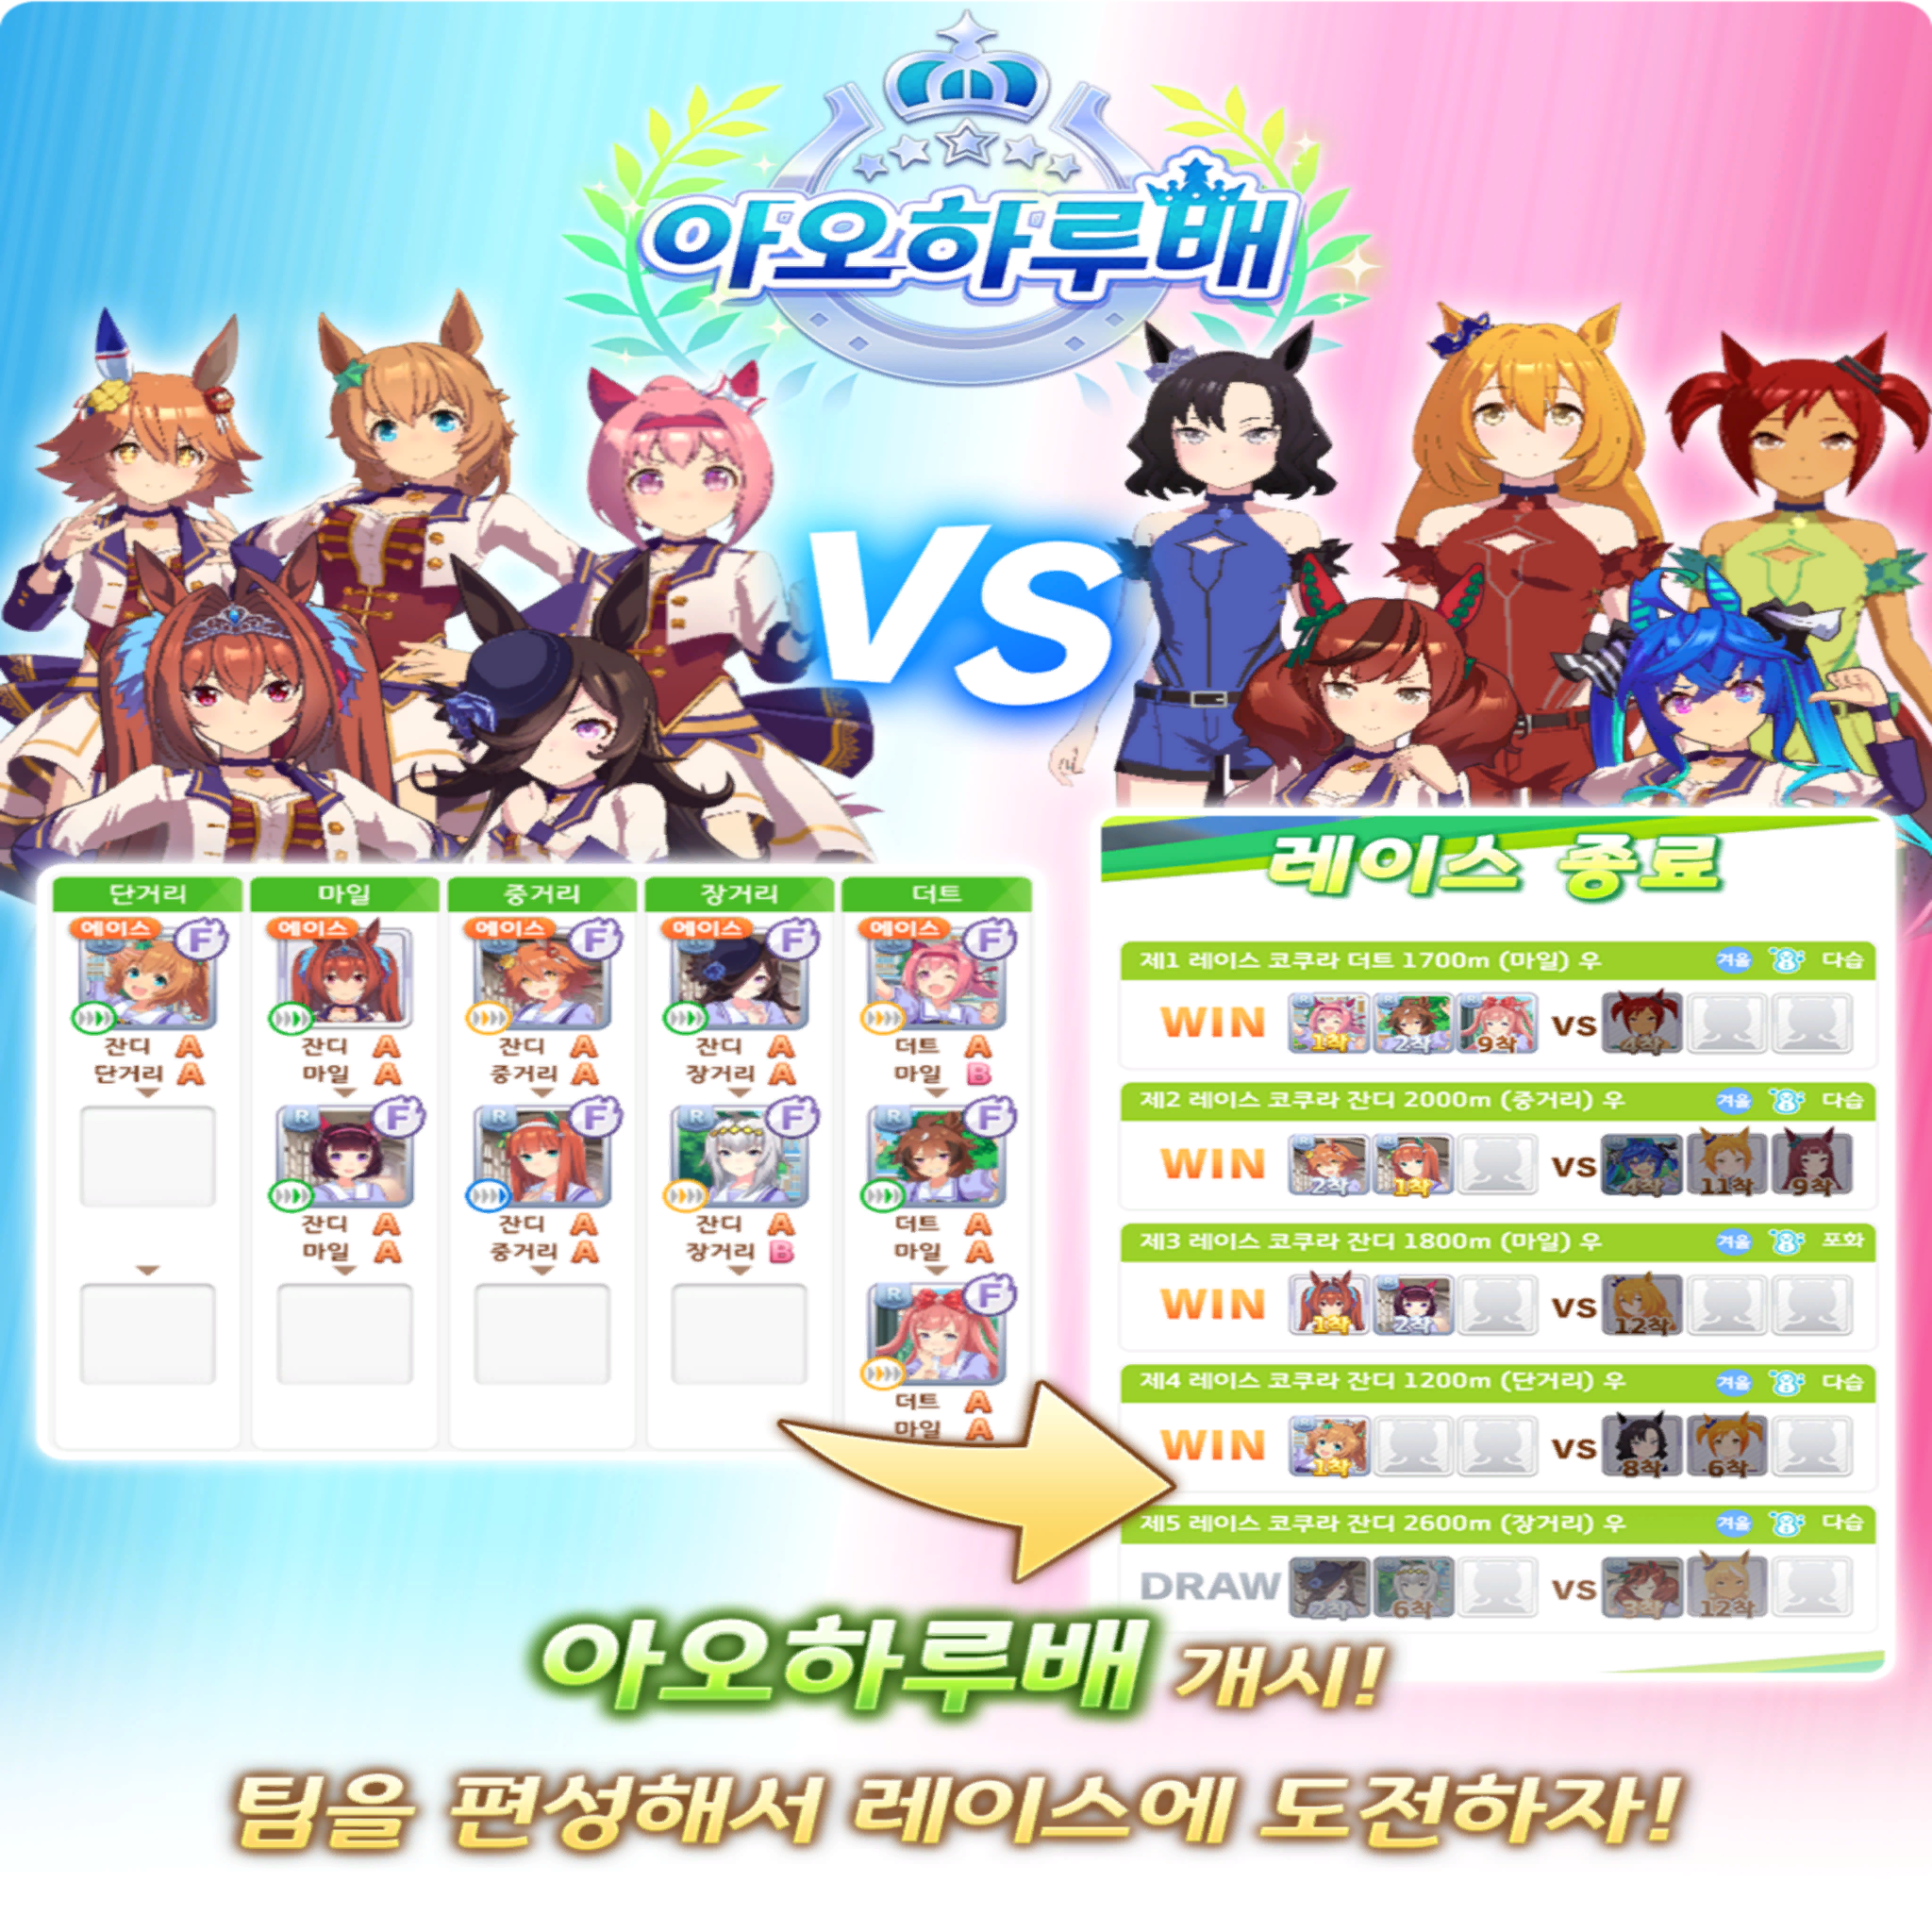 아오하루배
VS
단거리 마일 중거리 장거리 더트
에이스 F 에이스 에이스 F 에이스 F 에이스 F
잔디 A 잔디 A 잔디 A 잔디 A 더트 A
단거리 A 마일 A 중거리 A 장거리 A 마일 B
R F R F R F R F
잔디 A 잔디 A 잔디 A 더트 A
마일 A 중거리 A 장거리 B 마일 A
R F
더트 A
마일 A
레이스 종료
제1 레이스 코쿠라 더트 1700m (마일) 우 겨울 다습
WIN 1착 2착 9착 VS 4착
제2 레이스 코쿠라 잔디 2000m (중거리) 우 겨울 다습
WIN 2착 1착 VS 4착 11착 9착
제3 레이스 코쿠라 잔디 1800m (마일) 우 겨울 포화
WIN 1착 2착 VS 12착
제4 레이스 코쿠라 잔디 1200m (단거리) 우 겨울 다습
WIN 1착 VS 8착 6착
제5 레이스 코쿠라 잔디 2600m (장거리) 우 겨울 다습
DRAW 2착 6착 VS 3착 12착
아오하루배 개시!
팀을 편성해서 레이스에 도전하자!